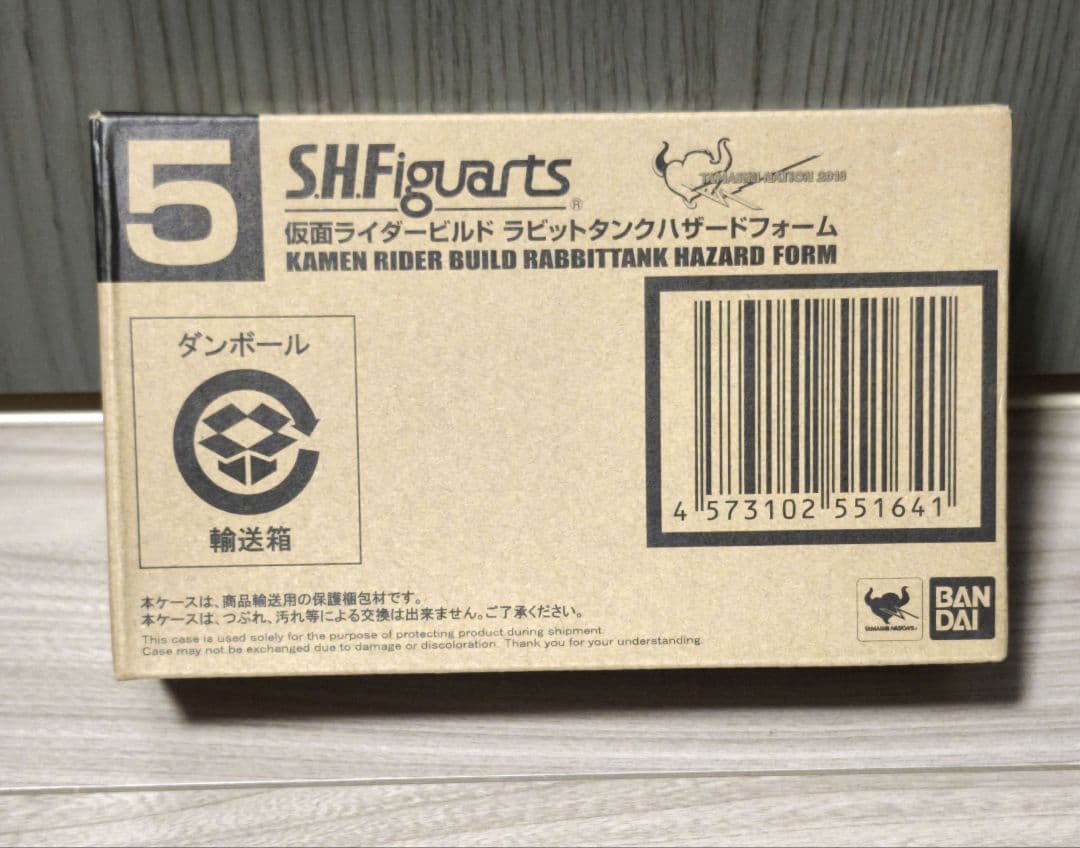 5
S.H.Figuarts
®
TAMASHII NATION 2018
仮面ライダービルド ラビットタンクハザードフォーム
KAMEN RIDER BUILD RABBITTANK HAZARD FORM
ダンボール
輸送箱
4 573102 551641
本ケースは、商品輸送用の保護梱包材です。
本ケースは、つぶれ、汚れ等による交換は出来ません。ご了承ください。
This case is used solely for the purpose of protecting product during shipment.
Case may not be exchanged due to damage or discoloration. Thank you for your understanding.
TAMASHII NATIONS
BAN
DAI